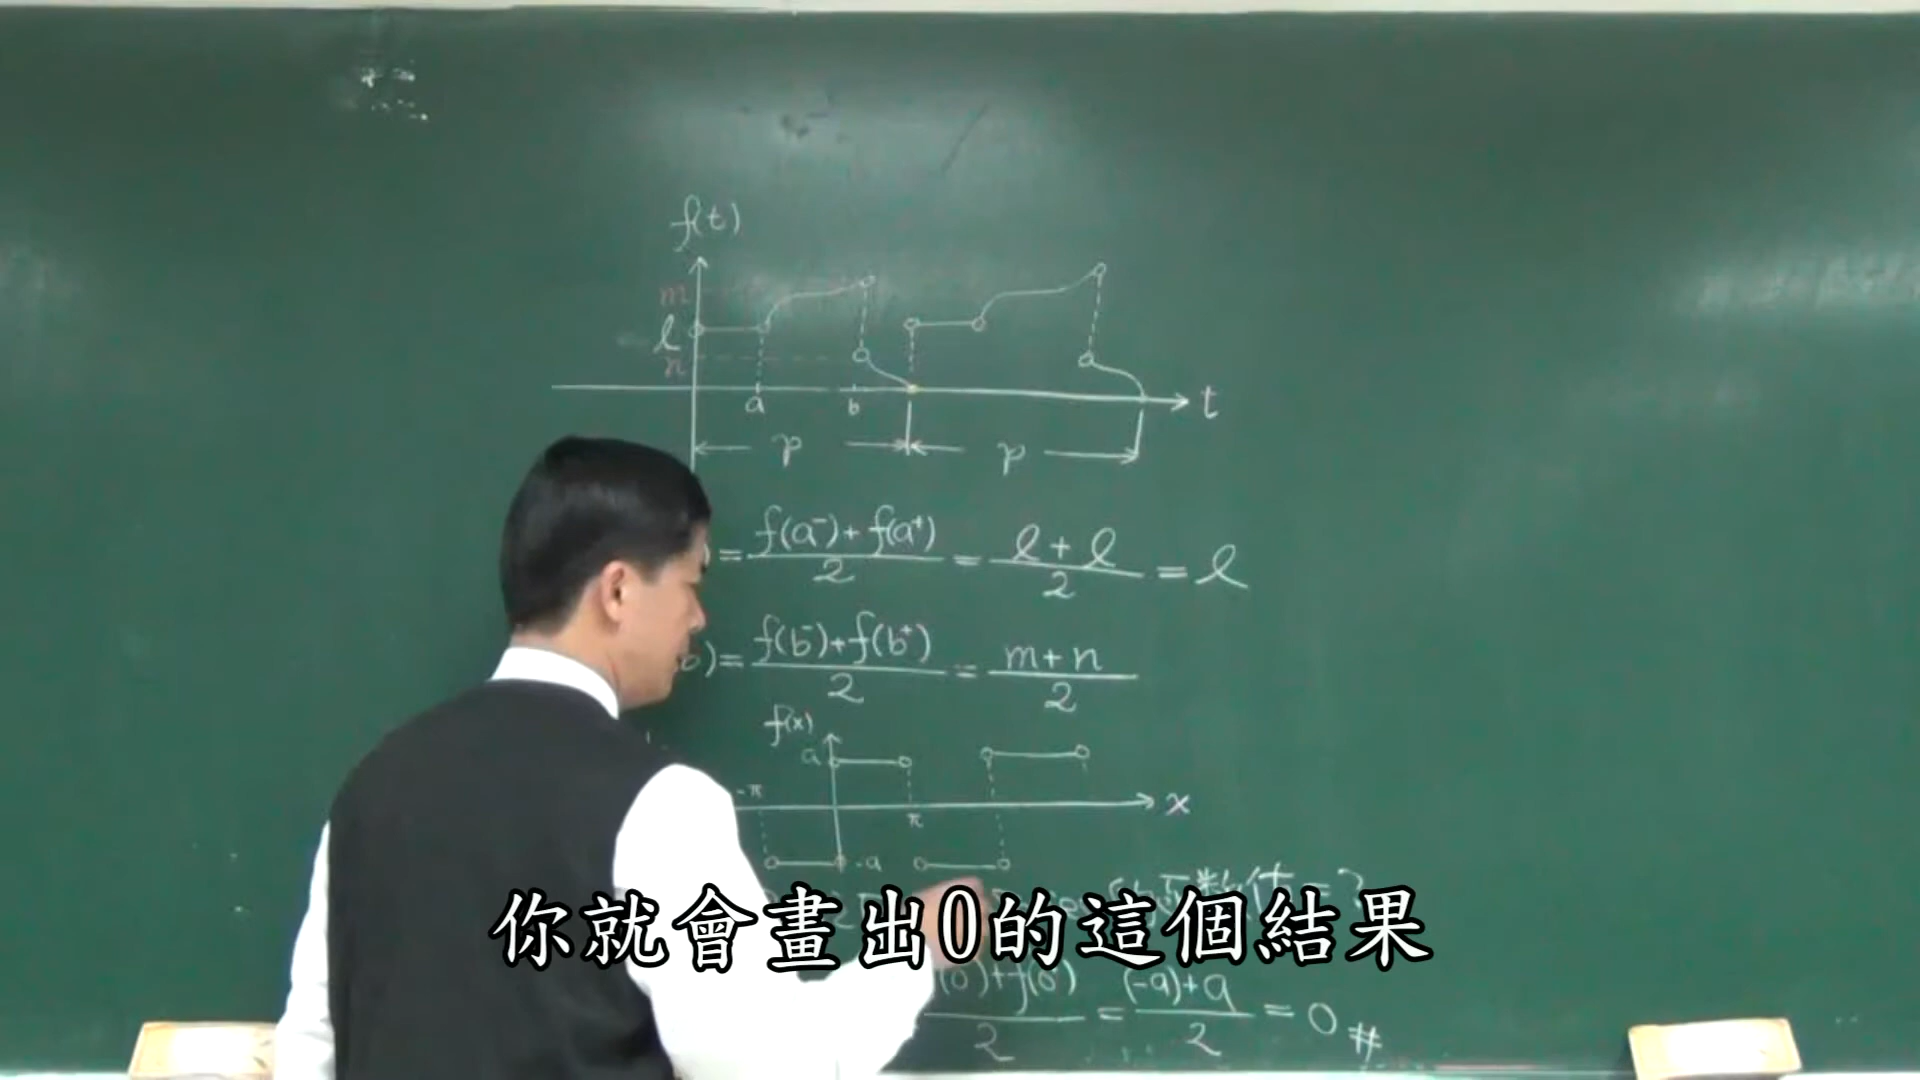 f(t)
m
l
n
a b t
p p
) = f(a⁻)+f(a⁺) / 2 = l + l / 2 = l
b) = f(b⁻)+f(b⁺) / 2 = m+n / 2
f(x)
a
-π π x
-a
= ?
你就會畫出0的這個結果
(0)+f(0) / 2 = (-a)+a / 2 = 0 #